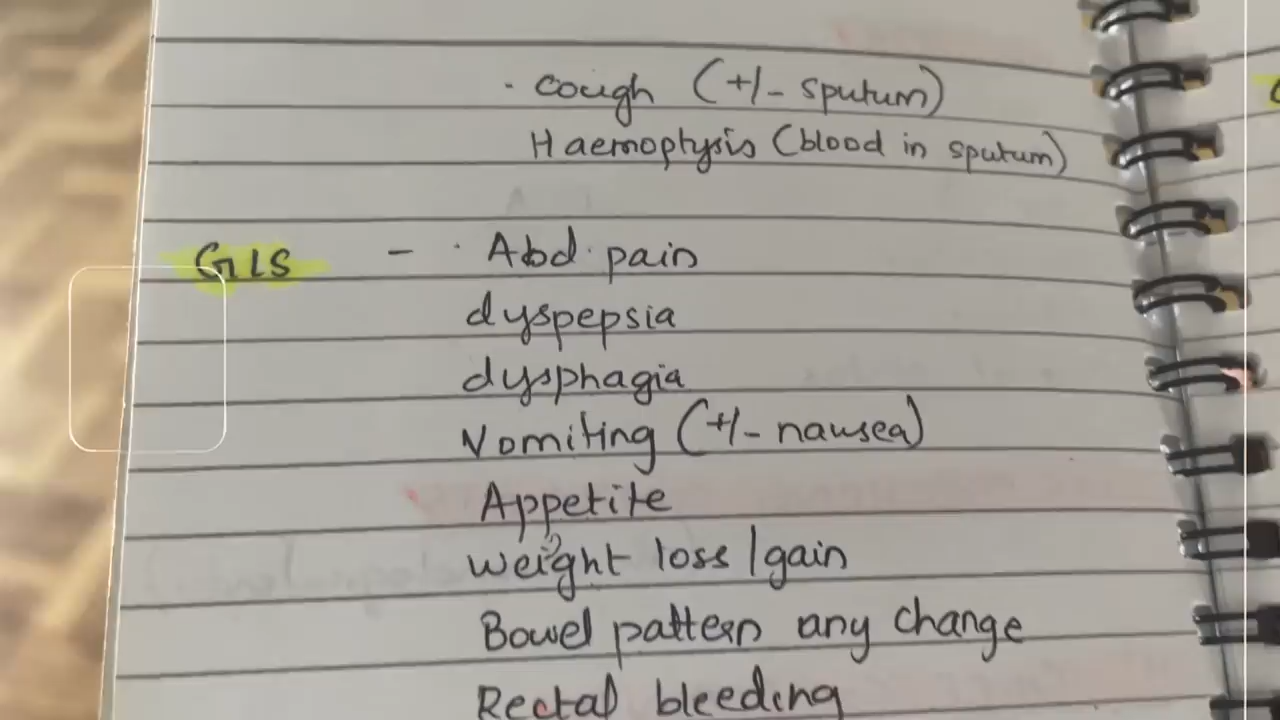 · cough (+/- sputum)
Haemoptysis (blood in sputum)
GIS - · Abd. pain
dyspepsia
dysphagia
Vomiting (+/- nausea)
Appetite
weight loss/gain
Bowel pattern any change
Rectal bleeding